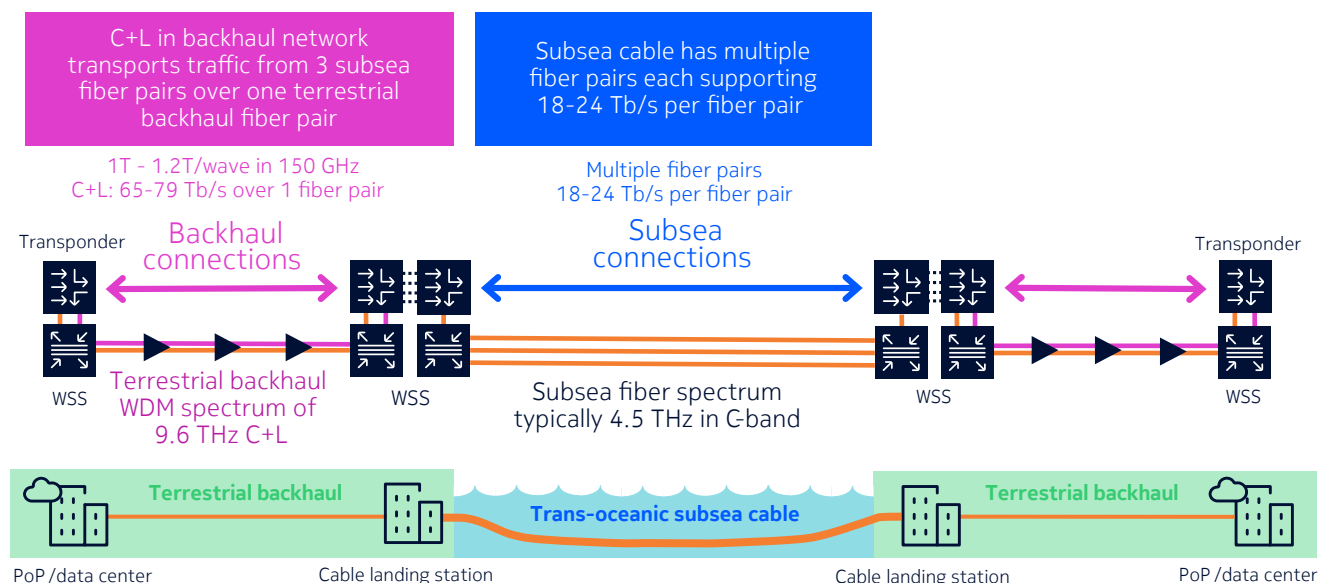 C+L in backhaul network
transports traffic from 3 subsea
fiber pairs over one terrestrial
backhaul fiber pair
Subsea cable has multiple
fiber pairs each supporting
18-24 Tb/s per fiber pair
1T - 1.2T/wave in 150 GHz
C+L: 65-79 Tb/s over 1 fiber pair
Multiple fiber pairs
18-24 Tb/s per fiber pair
Transponder
Backhaul
connections
Subsea
connections
Transponder
WSS
Terrestrial backhaul
WDM spectrum of
9.6 THz C+L
WSS
Subsea fiber spectrum
typically 4.5 THz in C-band
WSS
WSS
Terrestrial backhaul
Trans-oceanic subsea cable
Terrestrial backhaul
PoP/data center
Cable landing station
Cable landing station
PoP/data center